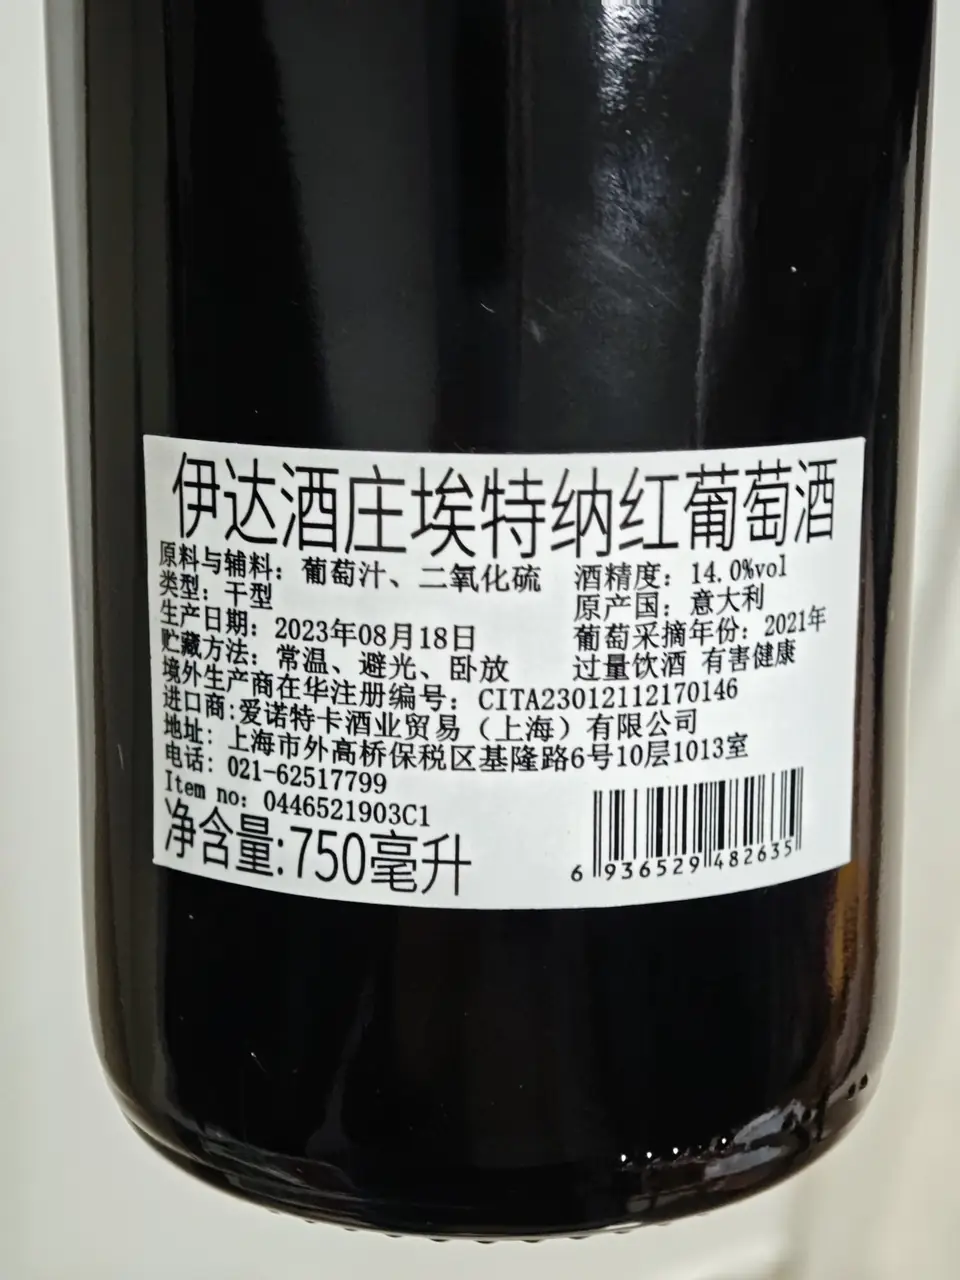 伊达酒庄埃特纳红葡萄酒
原料与辅料：葡萄汁、二氧化硫 酒精度：14.0%vol
类型：干型 原产国：意大利
生产日期：2023年08月18日 葡萄采摘年份：2021年
贮藏方法：常温、避光、卧放 过量饮酒 有害健康
境外生产商在华注册编号：CITA23012112170146
进口商:爱诺特卡酒业贸易（上海）有限公司
地址：上海市外高桥保税区基隆路6号10层1013室
电话：021-62517799
Item no：0446521903C1
净含量:750毫升
6 936529 482635